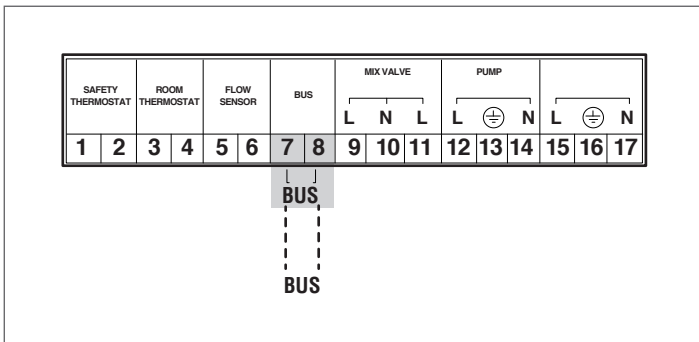 SAFETY THERMOSTAT ROOM THERMOSTAT FLOW SENSOR BUS MIX VALVE PUMP
L N L L N L N
1 2 3 4 5 6 7 8 9 10 11 12 13 14 15 16 17
BUS
BUS